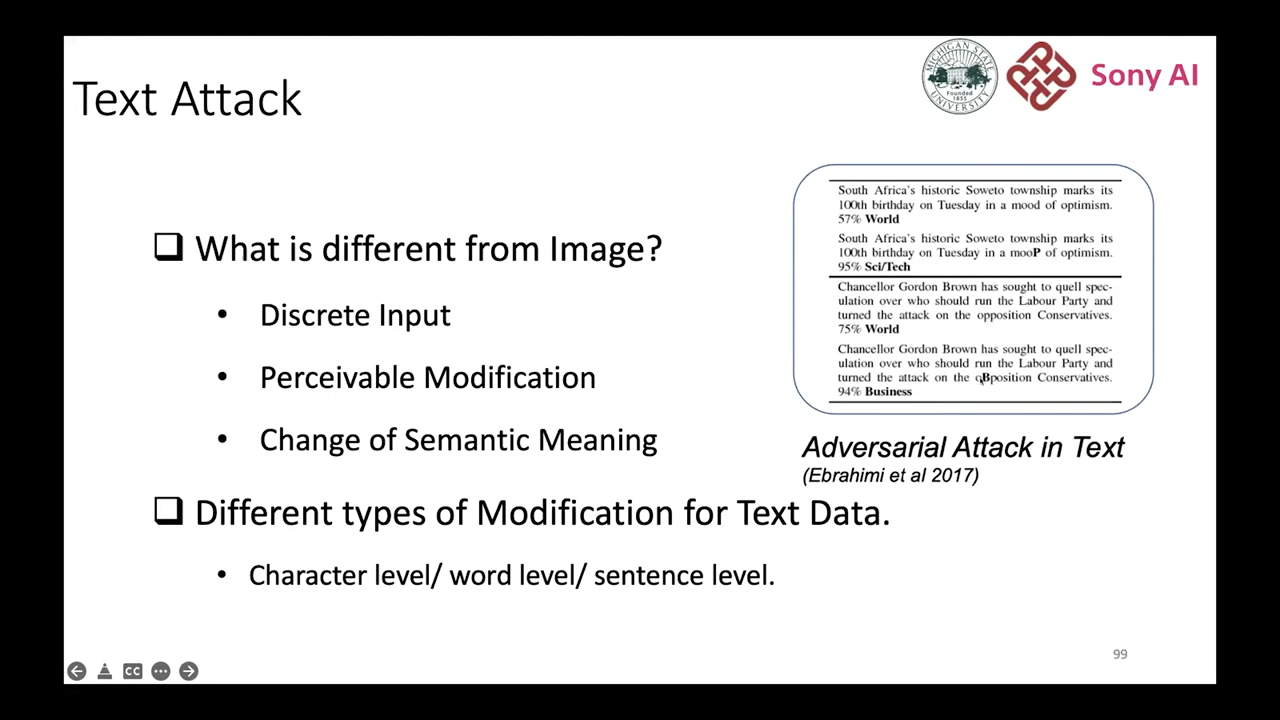 MICHIGAN STATE UNIVERSITY
Founded
1855
Sony AI
Text Attack
What is different from Image?
• Discrete Input
• Perceivable Modification
• Change of Semantic Meaning
Different types of Modification for Text Data.
• Character level/ word level/ sentence level.
South Africa's historic Soweto township marks its
100th birthday on Tuesday in a mood of optimism.
57% World
South Africa's historic Soweto township marks its
100th birthday on Tuesday in a mooP of optimism.
95% Sci/Tech
Chancellor Gordon Brown has sought to quell spec-
ulation over who should run the Labour Party and
turned the attack on the opposition Conservatives.
75% World
Chancellor Gordon Brown has sought to quell spec-
ulation over who should run the Labour Party and
turned the attack on the oBposition Conservatives.
94% Business
Adversarial Attack in Text
(Ebrahimi et al 2017)
CC
99